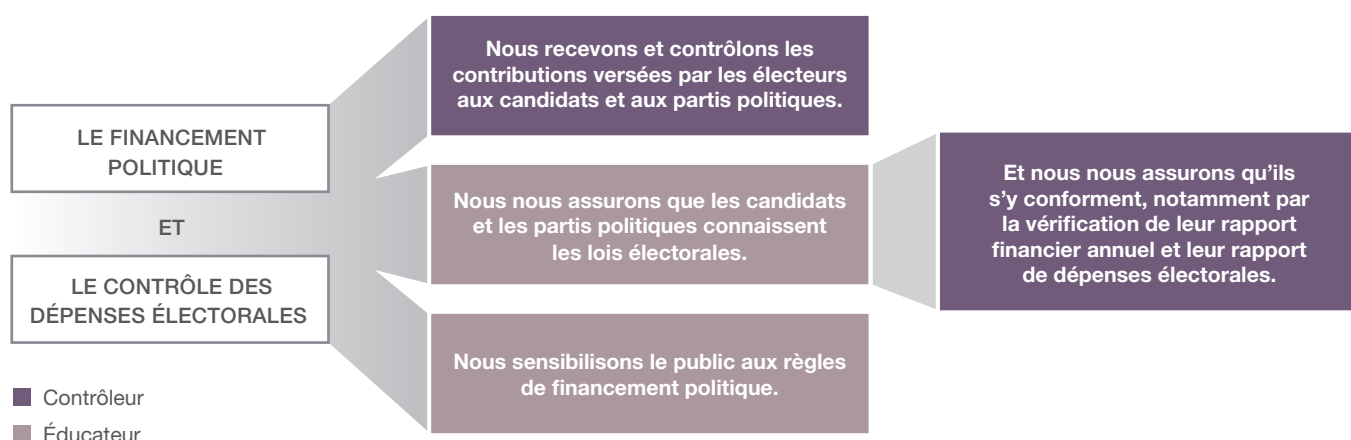 LE FINANCEMENT
POLITIQUE
ET
LE CONTRÔLE DES
DÉPENSES ÉLECTORALES
Nous recevons et contrôlons les
contributions versées par les électeurs
aux candidats et aux partis politiques.
Nous nous assurons que les candidats
et les partis politiques connaissent
les lois électorales.
Et nous nous assurons qu’ils
s’y conforment, notamment par
la vérification de leur rapport
financier annuel et leur rapport
de dépenses électorales.
Nous sensibilisons le public aux règles
de financement politique.
Contrôleur
Éducateur